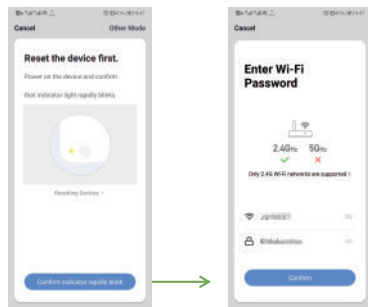 Cancel
Other Mode
Reset the device first.
Power on the device and confirm
that indicator light rapidly blinks
Resetting Devices >
Confirm indicator rapidly blink
Cancel
Enter Wi-Fi
Password
2.4GHz 5GHz
Only 2.4G Wi-Fi networks are supported >
Confirm